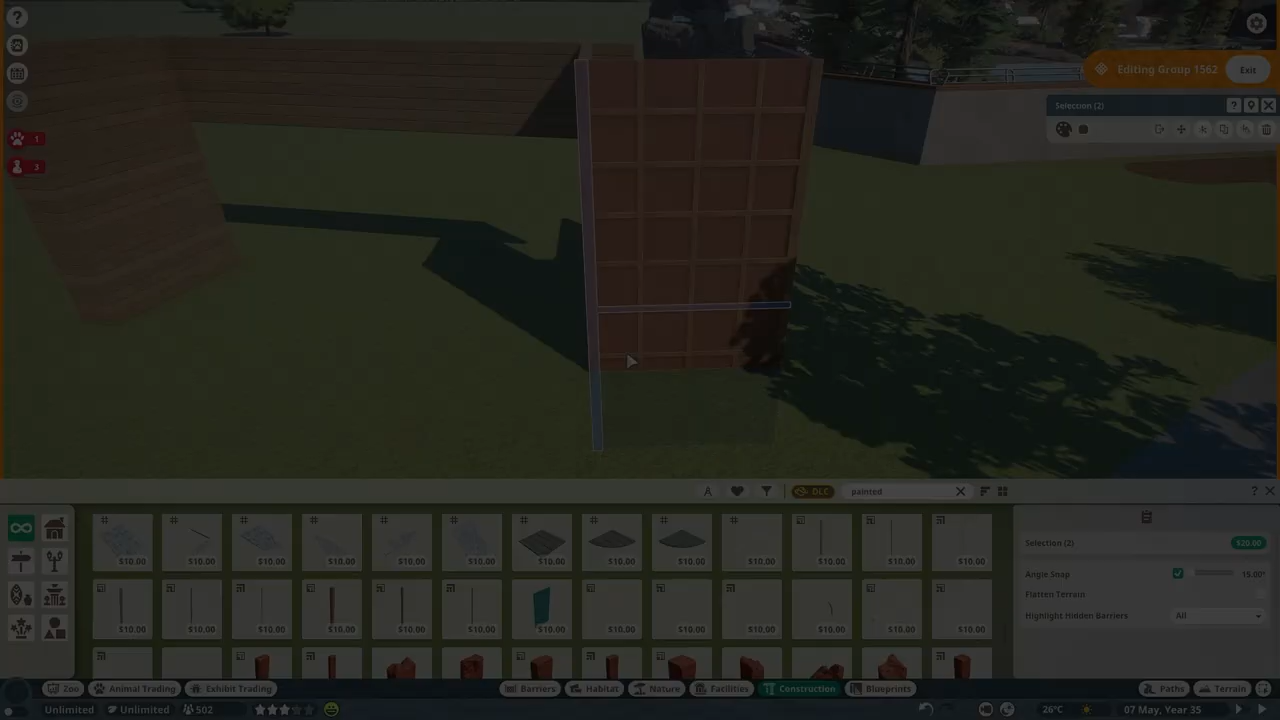 ?
Editing Group 1562
Exit
Selection (2)
?
1
3
A
DLC
painted
?
$10.00 $10.00 $10.00 $10.00 $10.00 $10.00 $10.00 $10.00 $10.00 $10.00 $10.00 $10.00 $10.00
$10.00 $10.00 $10.00 $10.00 $10.00 $10.00 $10.00 $10.00 $10.00 $10.00 $10.00 $10.00 $10.00
Selection (2)
$20.00
Angle Snap
15.00°
Flatten Terrain
Highlight Hidden Barriers
All
Zoo
Animal Trading
Exhibit Trading
Barriers
Habitat
Nature
Facilities
Construction
Blueprints
Paths
Terrain
Unlimited
Unlimited
502
26°C
07 May, Year 35